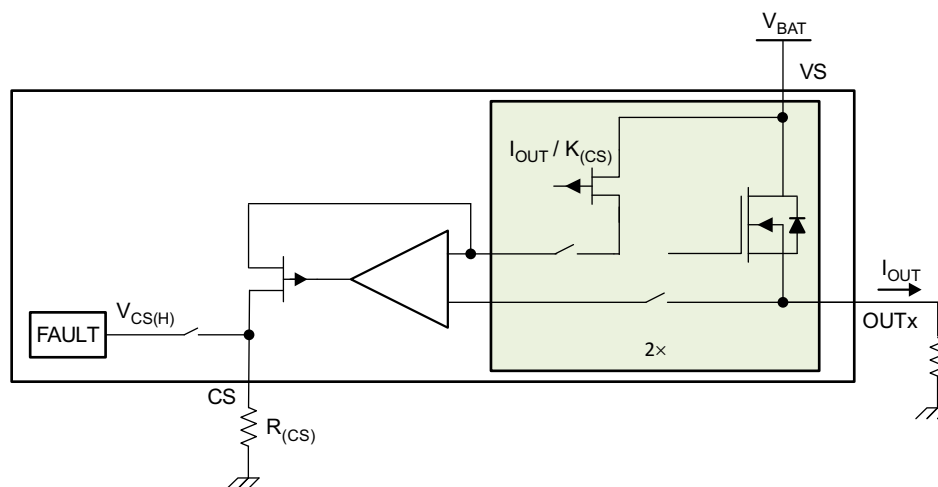 V_BAT
VS
I_OUT / K_(CS)
I_OUT
V_CS(H)
FAULT
OUTx
2×
CS
R_(CS)